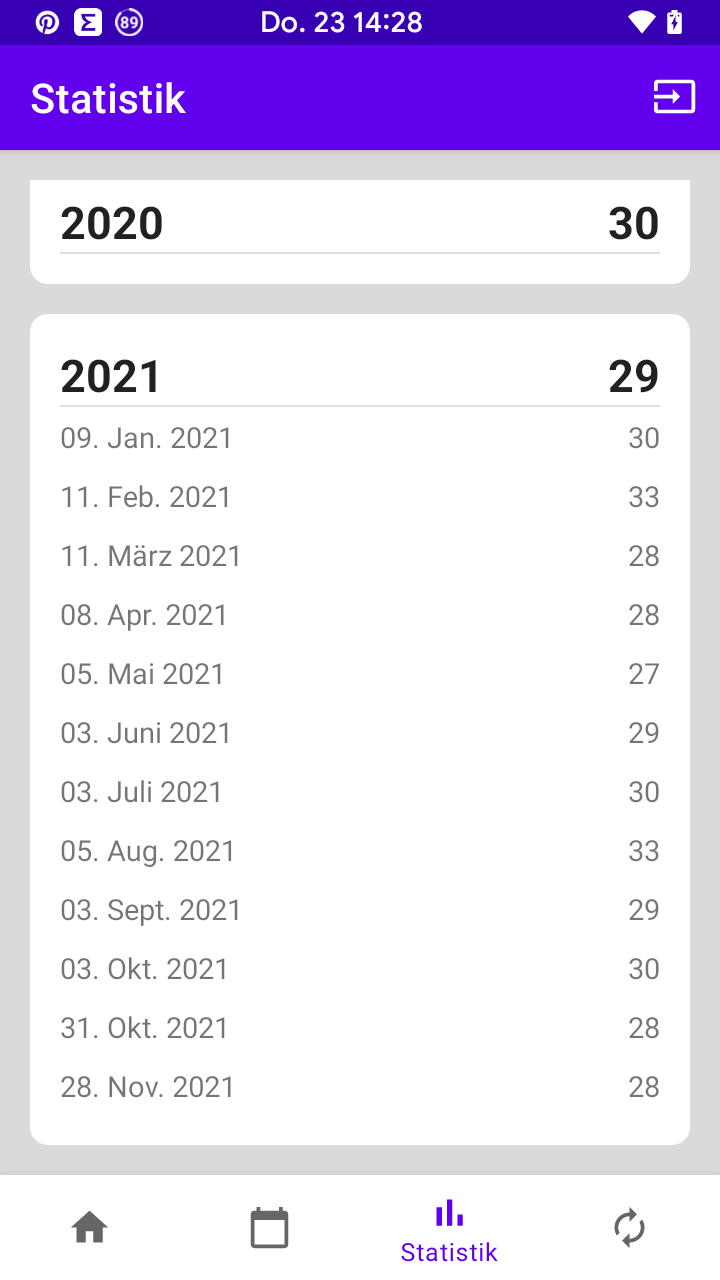 89 Do. 23 14:28
Statistik
2020 30
2021 29
09. Jan. 2021 30
11. Feb. 2021 33
11. März 2021 28
08. Apr. 2021 28
05. Mai 2021 27
03. Juni 2021 29
03. Juli 2021 30
05. Aug. 2021 33
03. Sept. 2021 29
03. Okt. 2021 30
31. Okt. 2021 28
28. Nov. 2021 28
Statistik